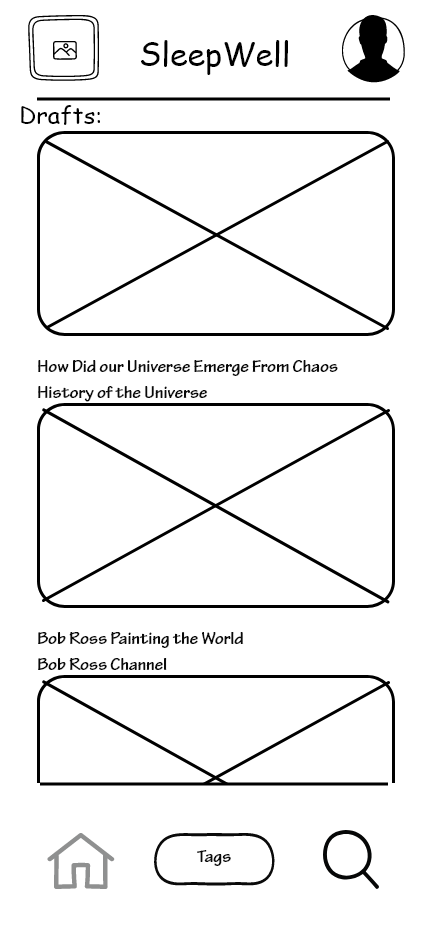 SleepWell
Drafts:
How Did our Universe Emerge From Chaos
History of the Universe
Bob Ross Painting the World
Bob Ross Channel
Tags